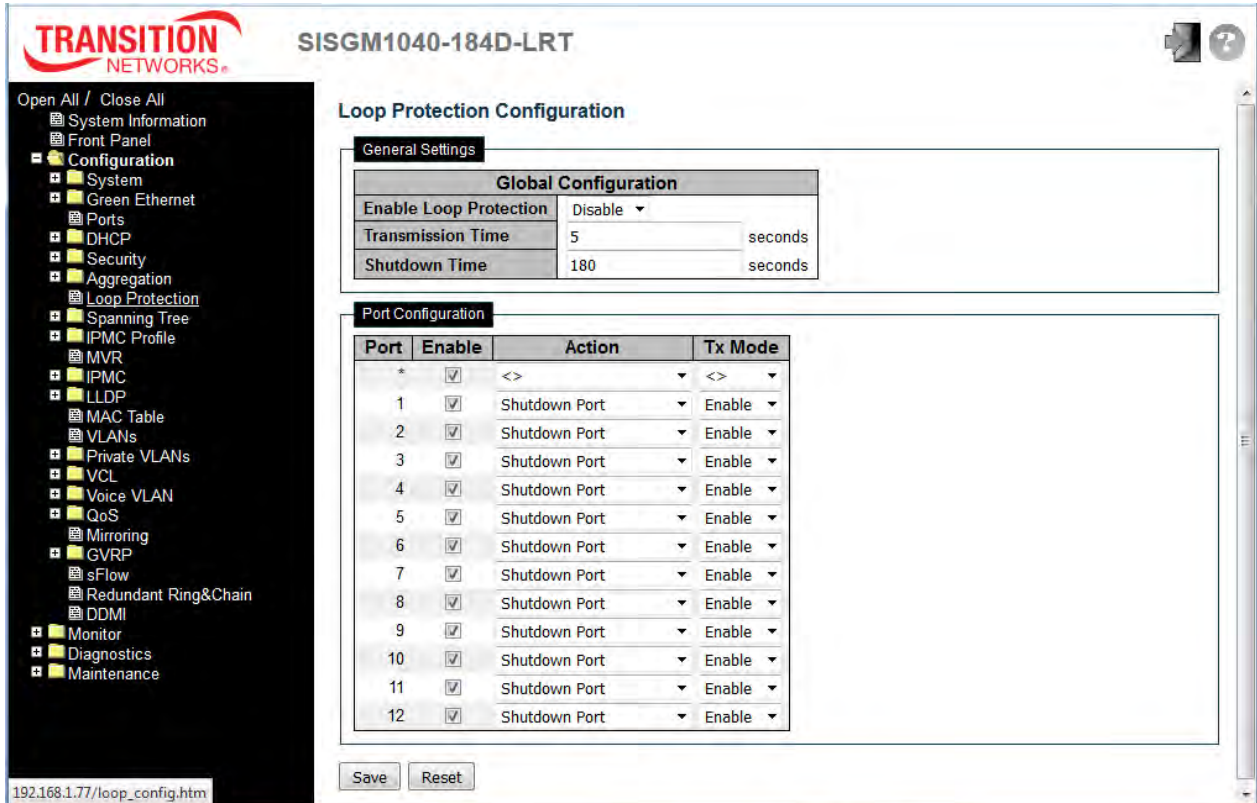 TRANSITION
NETWORKS®
SISGM1040-184D-LRT
?
Open All / Close All
System Information
Front Panel
Configuration
System
Green Ethernet
Ports
DHCP
Security
Aggregation
Loop Protection
Spanning Tree
IPMC Profile
MVR
IPMC
LLDP
MAC Table
VLANs
Private VLANs
VCL
Voice VLAN
QoS
Mirroring
GVRP
sFlow
Redundant Ring&Chain
DDMI
Monitor
Diagnostics
Maintenance
192.168.1.77/loop_config.htm
Loop Protection Configuration
General Settings
Global Configuration
Enable Loop Protection Disable
Transmission Time 5 seconds
Shutdown Time 180 seconds
Port Configuration
Port Enable Action Tx Mode
* <> <>
1 Shutdown Port Enable
2 Shutdown Port Enable
3 Shutdown Port Enable
4 Shutdown Port Enable
5 Shutdown Port Enable
6 Shutdown Port Enable
7 Shutdown Port Enable
8 Shutdown Port Enable
9 Shutdown Port Enable
10 Shutdown Port Enable
11 Shutdown Port Enable
12 Shutdown Port Enable
Save Reset